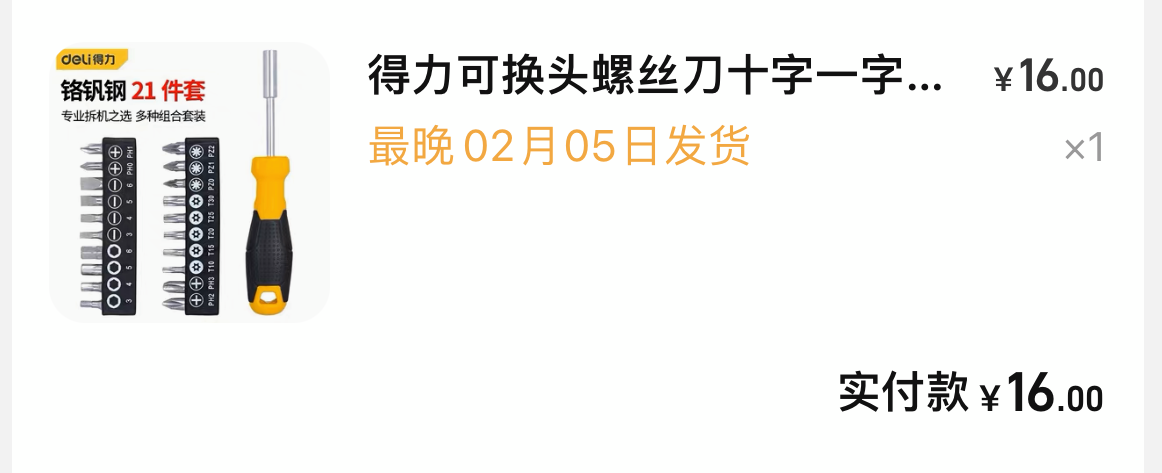 deli得力
铬钒钢 21 件套
专业拆机之选 多种组合套装
PH1
PH0
6
5
4
3
6
5
4
3
PZ2
PZ1
PZ0
T30
T25
T20
T15
T10
PH3
PH2
得力可换头螺丝刀十字一字... ¥16.00
最晚02月05日发货 ×1
实付款 ¥16.00